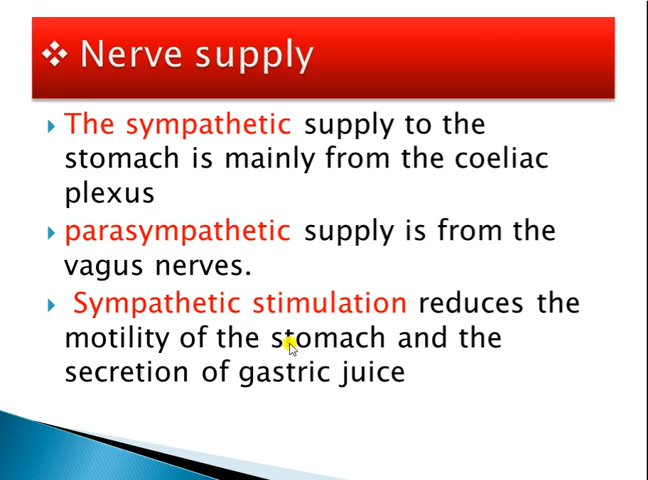 Nerve supply
The sympathetic supply to the
stomach is mainly from the coeliac
plexus
parasympathetic supply is from the
vagus nerves.
Sympathetic stimulation reduces the
motility of the stomach and the
secretion of gastric juice